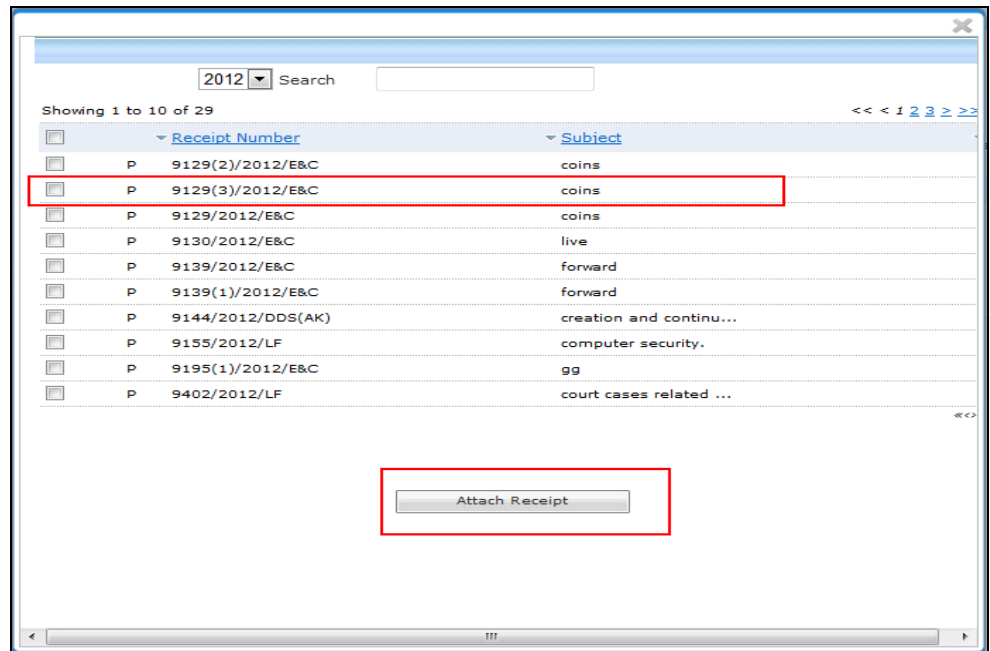 2012 Search
Showing 1 to 10 of 29 << < 1 2 3 > >>
Receipt Number Subject
P 9129(2)/2012/E&C coins
P 9129(3)/2012/E&C coins
P 9129/2012/E&C coins
P 9130/2012/E&C live
P 9139/2012/E&C forward
P 9139(1)/2012/E&C forward
P 9144/2012/DDS(AK) creation and continu...
P 9155/2012/LF computer security.
P 9195(1)/2012/E&C gg
P 9402/2012/LF court cases related ...
«<>
Attach Receipt